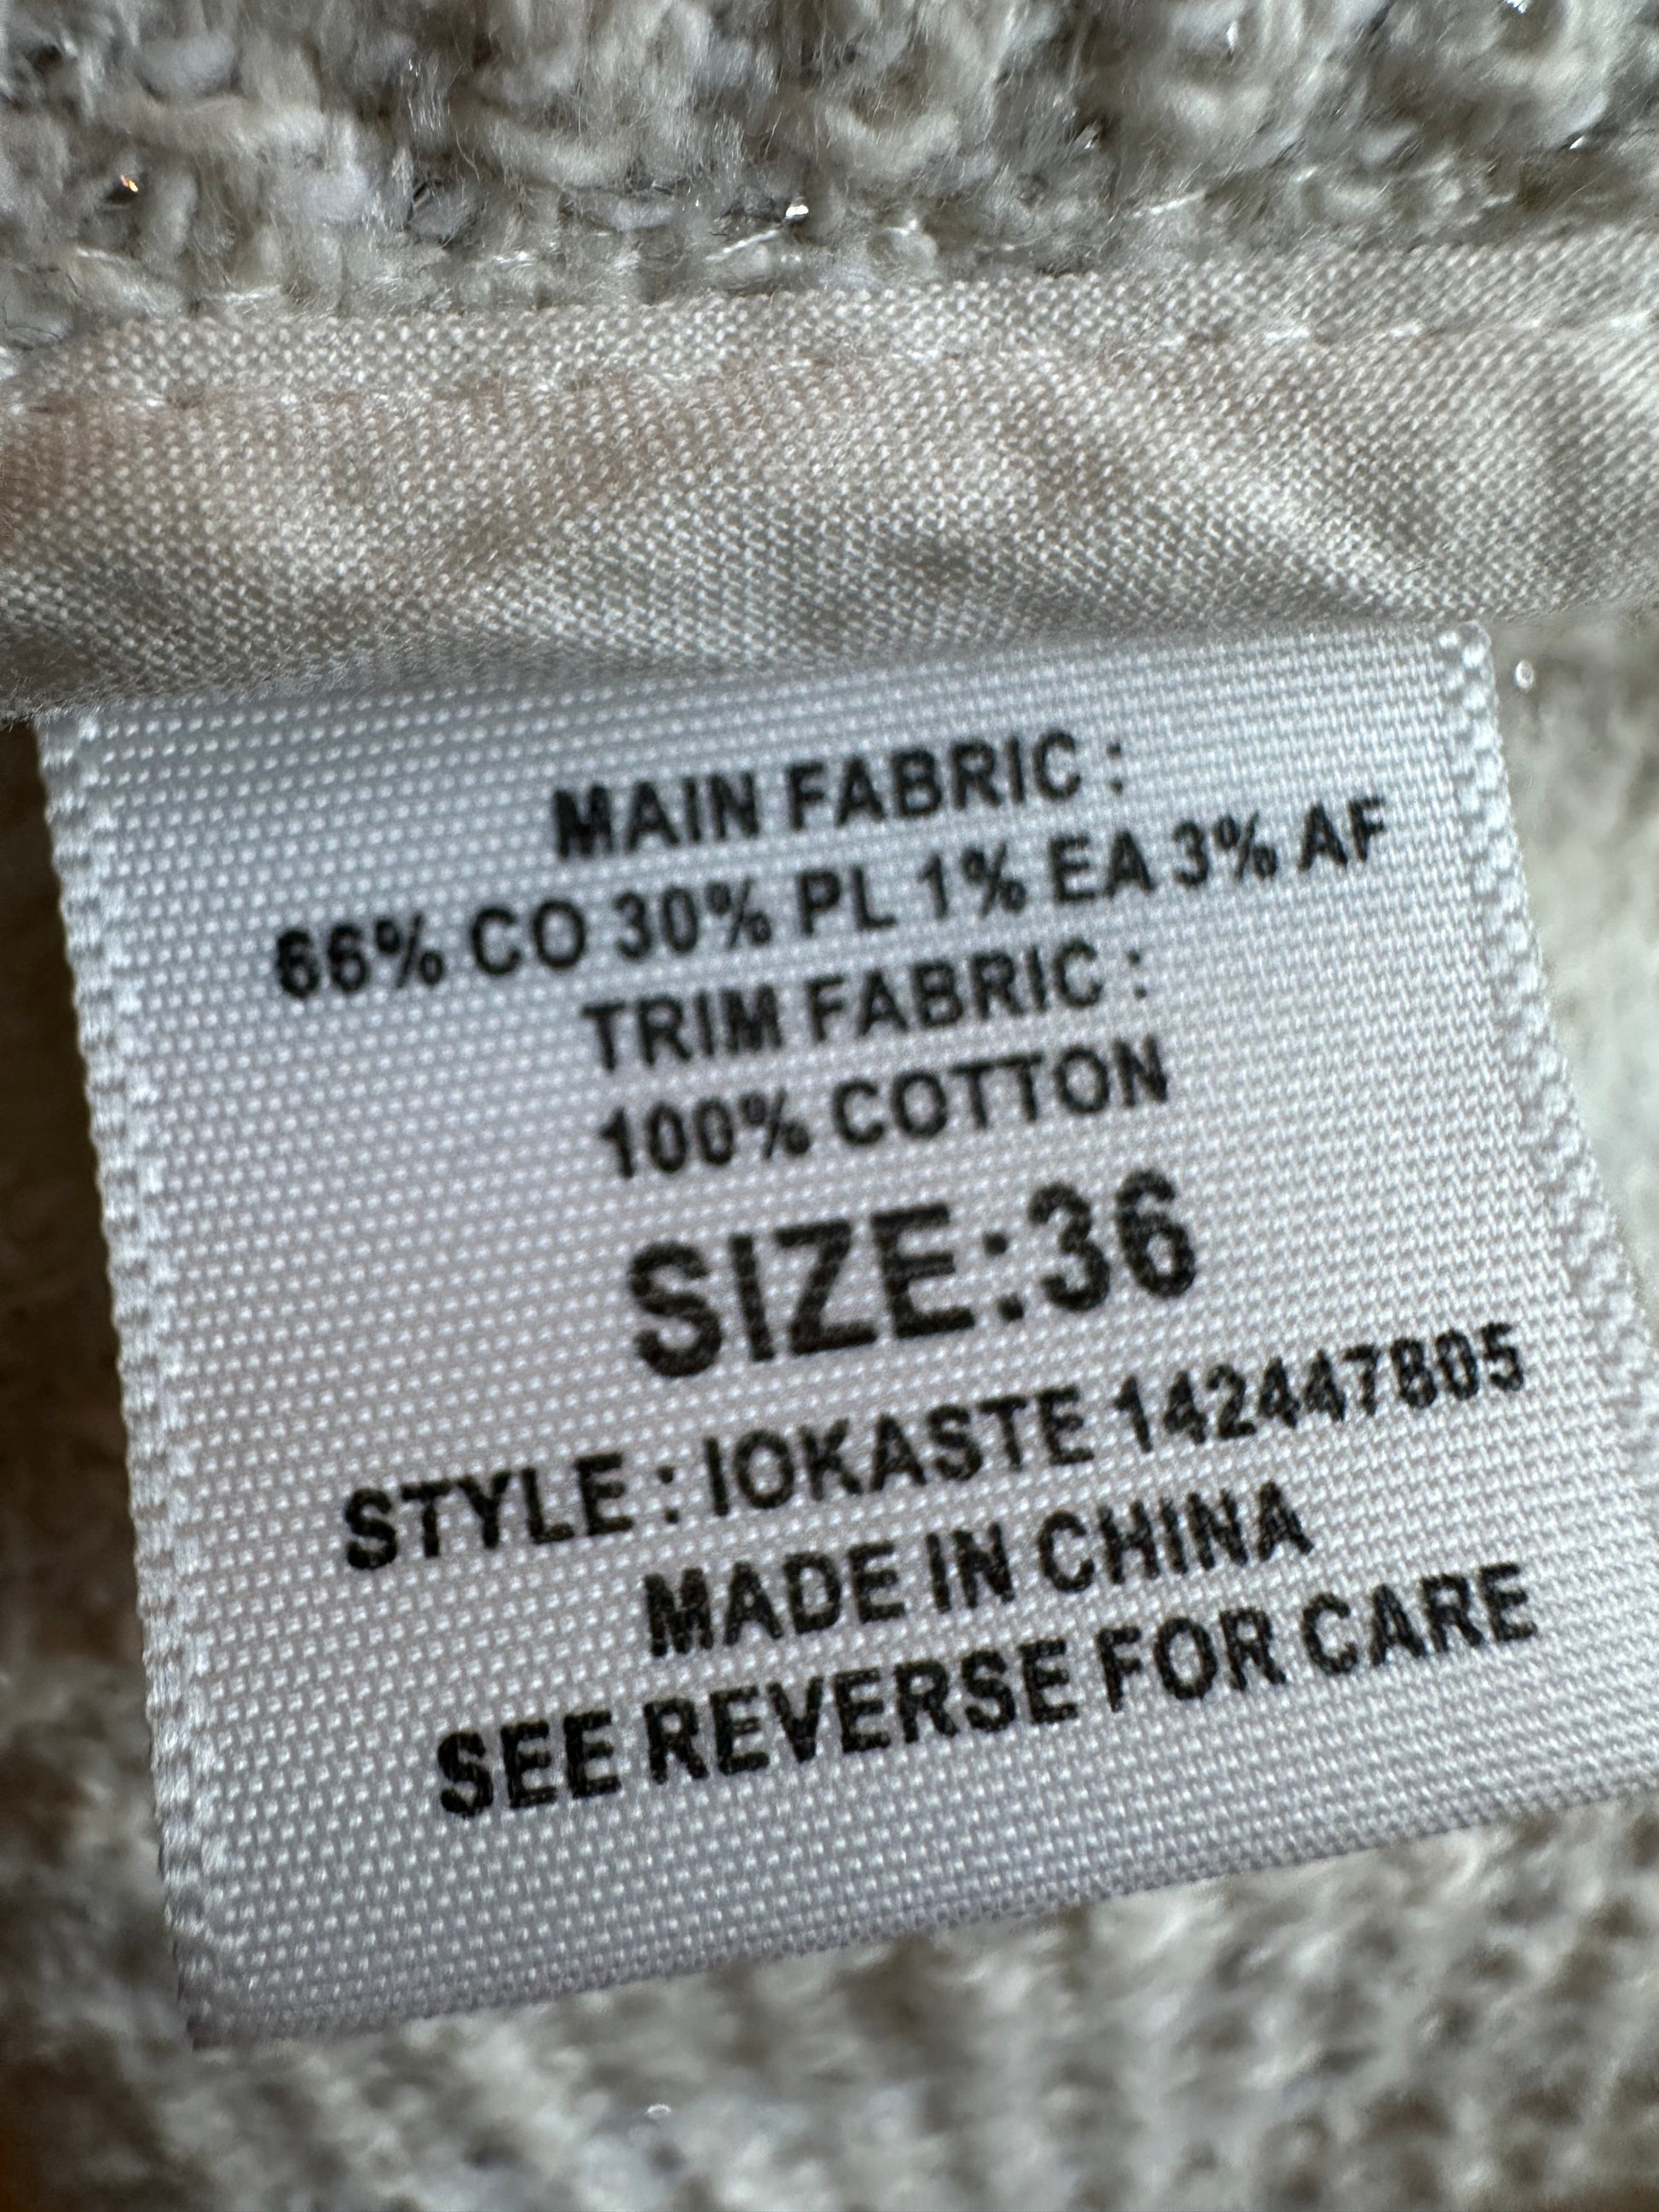 MAIN FABRIC :
66% CO 30% PL 1% EA 3% AF
TRIM FABRIC :
100% COTTON
SIZE:36
STYLE : IOKASTE 142447805
MADE IN CHINA
SEE REVERSE FOR CARE